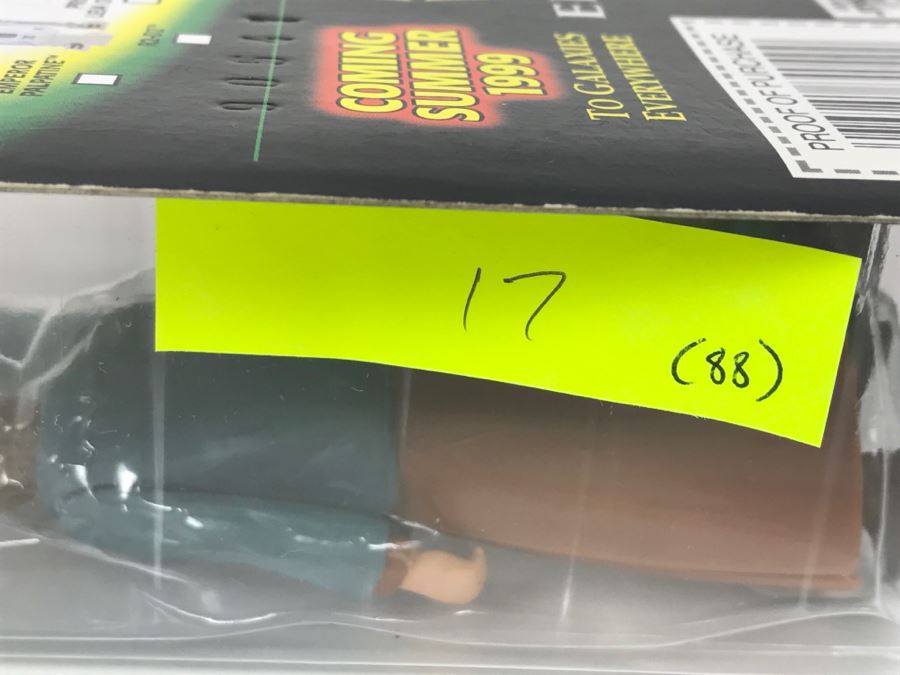 EMPEROR
PALPATINE
COMING
SUMMER
1999
TO GALAXIES
EVERYWHERE
PROOF OF PURCHASE
17
(88)